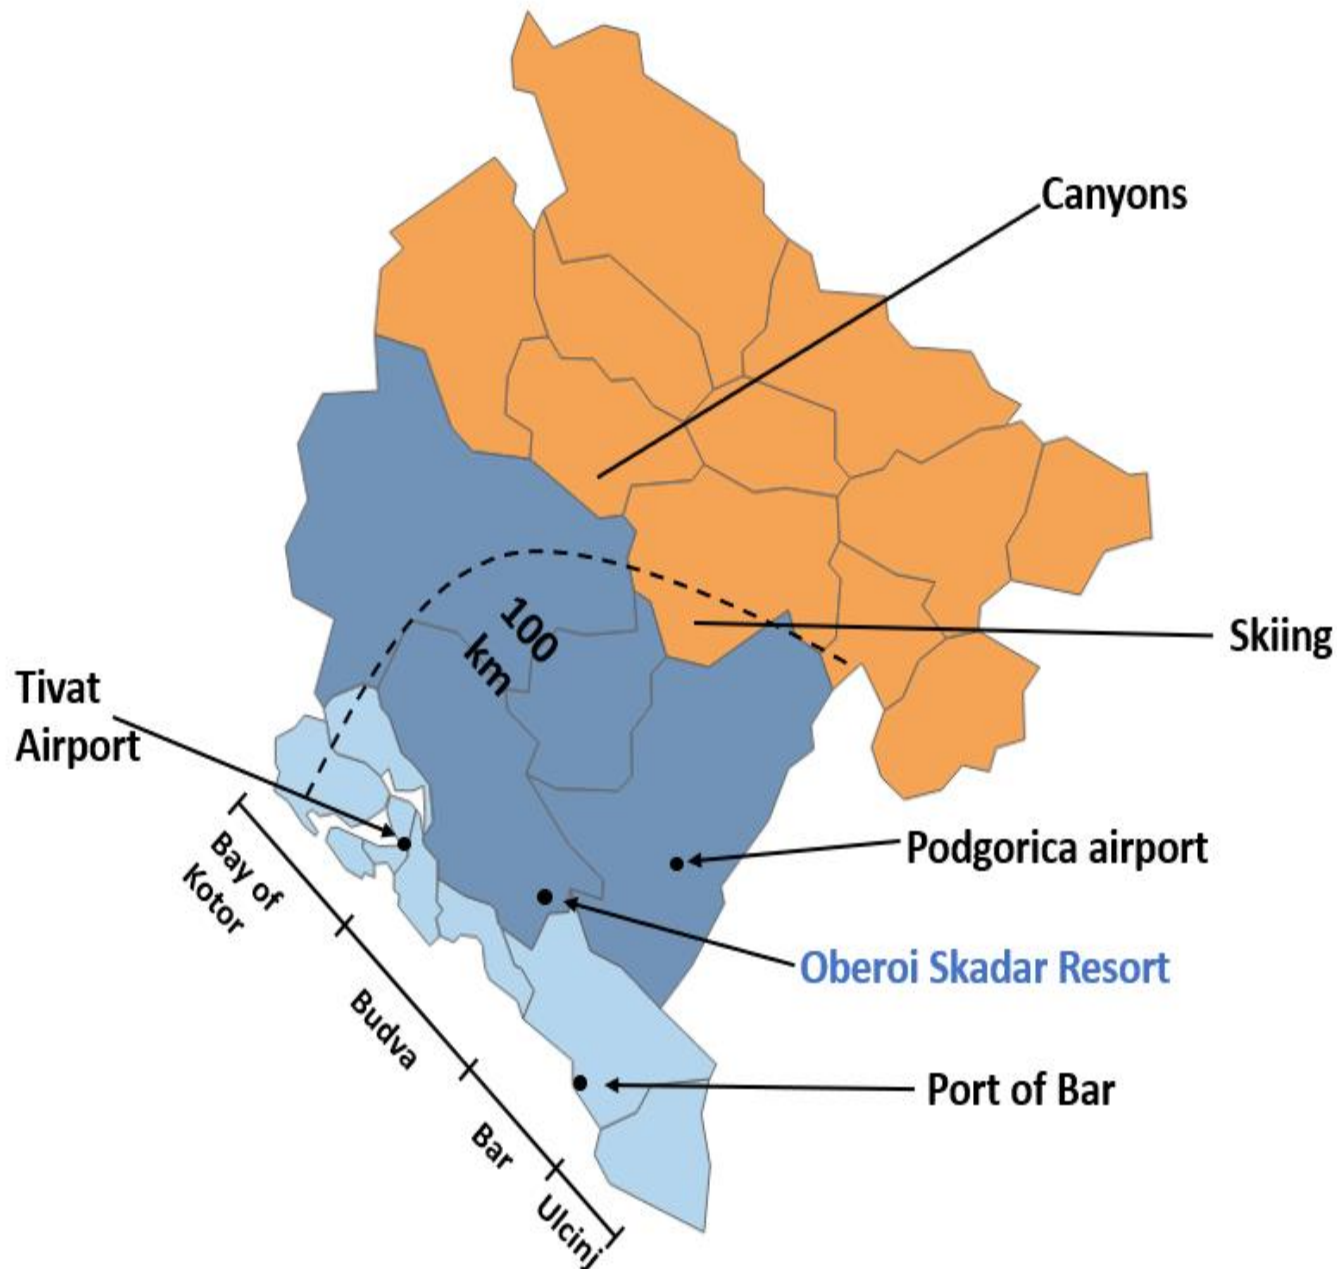 Canyons
Skiing
100
km
Tivat
Airport
Podgorica airport
Oberoi Skadar Resort
Port of Bar
Bay of
Kotor
Budva
Bar
Ulcinj